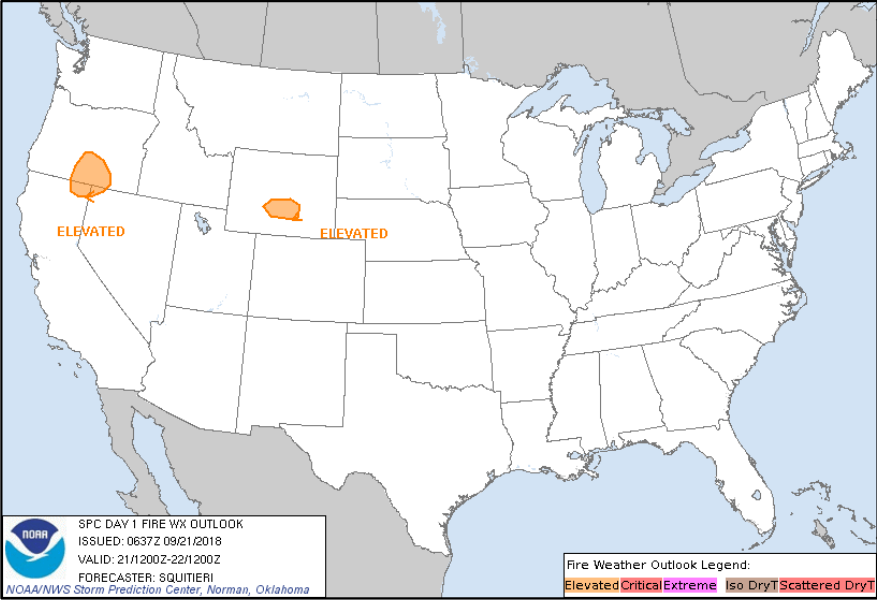 ELEVATED
ELEVATED
NOAA
SPC DAY 1 FIRE WX OUTLOOK
ISSUED: 0637Z 09/21/2018
VALID: 21/1200Z-22/1200Z
FORECASTER: SQUITIERI
NOAA/NWS Storm Prediction Center, Norman, Oklahoma
Fire Weather Outlook Legend:
Elevated Critical Extreme Iso DryT Scattered DryT